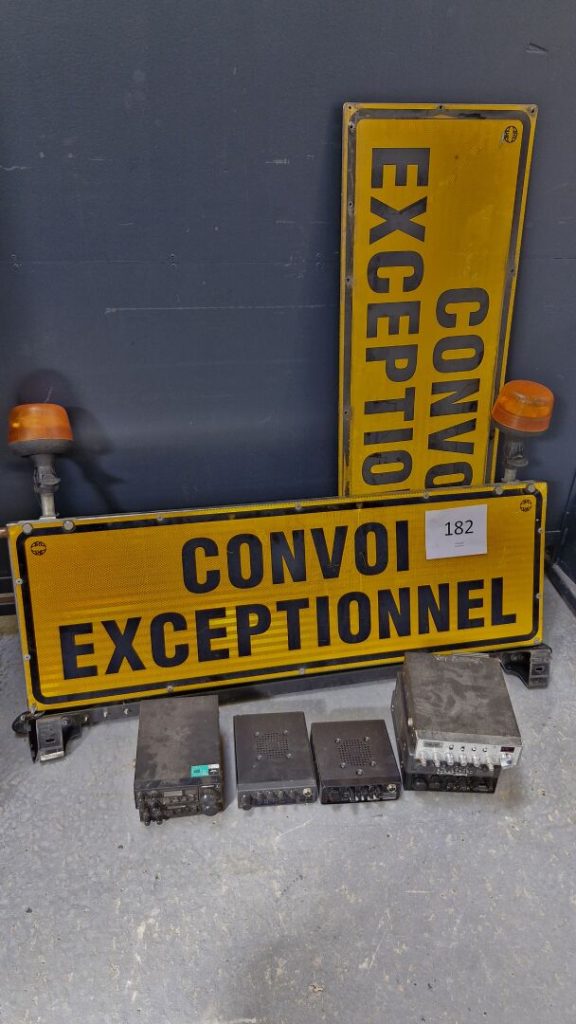 EXCEPTIO
CONVO
182
CONVOI
EXCEPTIONNEL